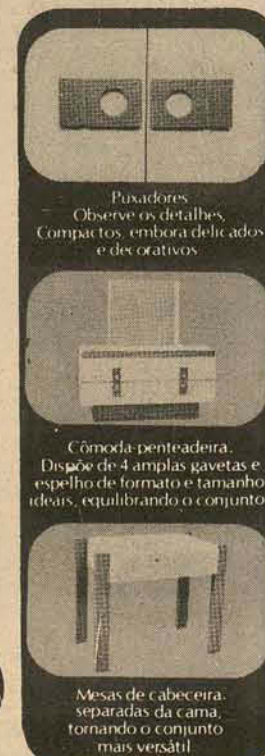 Puxadores
Observe os detalhes,
Compactos, embora delicados
e decorativos
Cômoda-penteadeira.
Dispõe de 4 amplas gavetas e
espelho de formato e tamanho
ideais, equilibrando o conjunto
Mesas de cabeceira.
separadas da cama,
tornando o conjunto
mais versátil